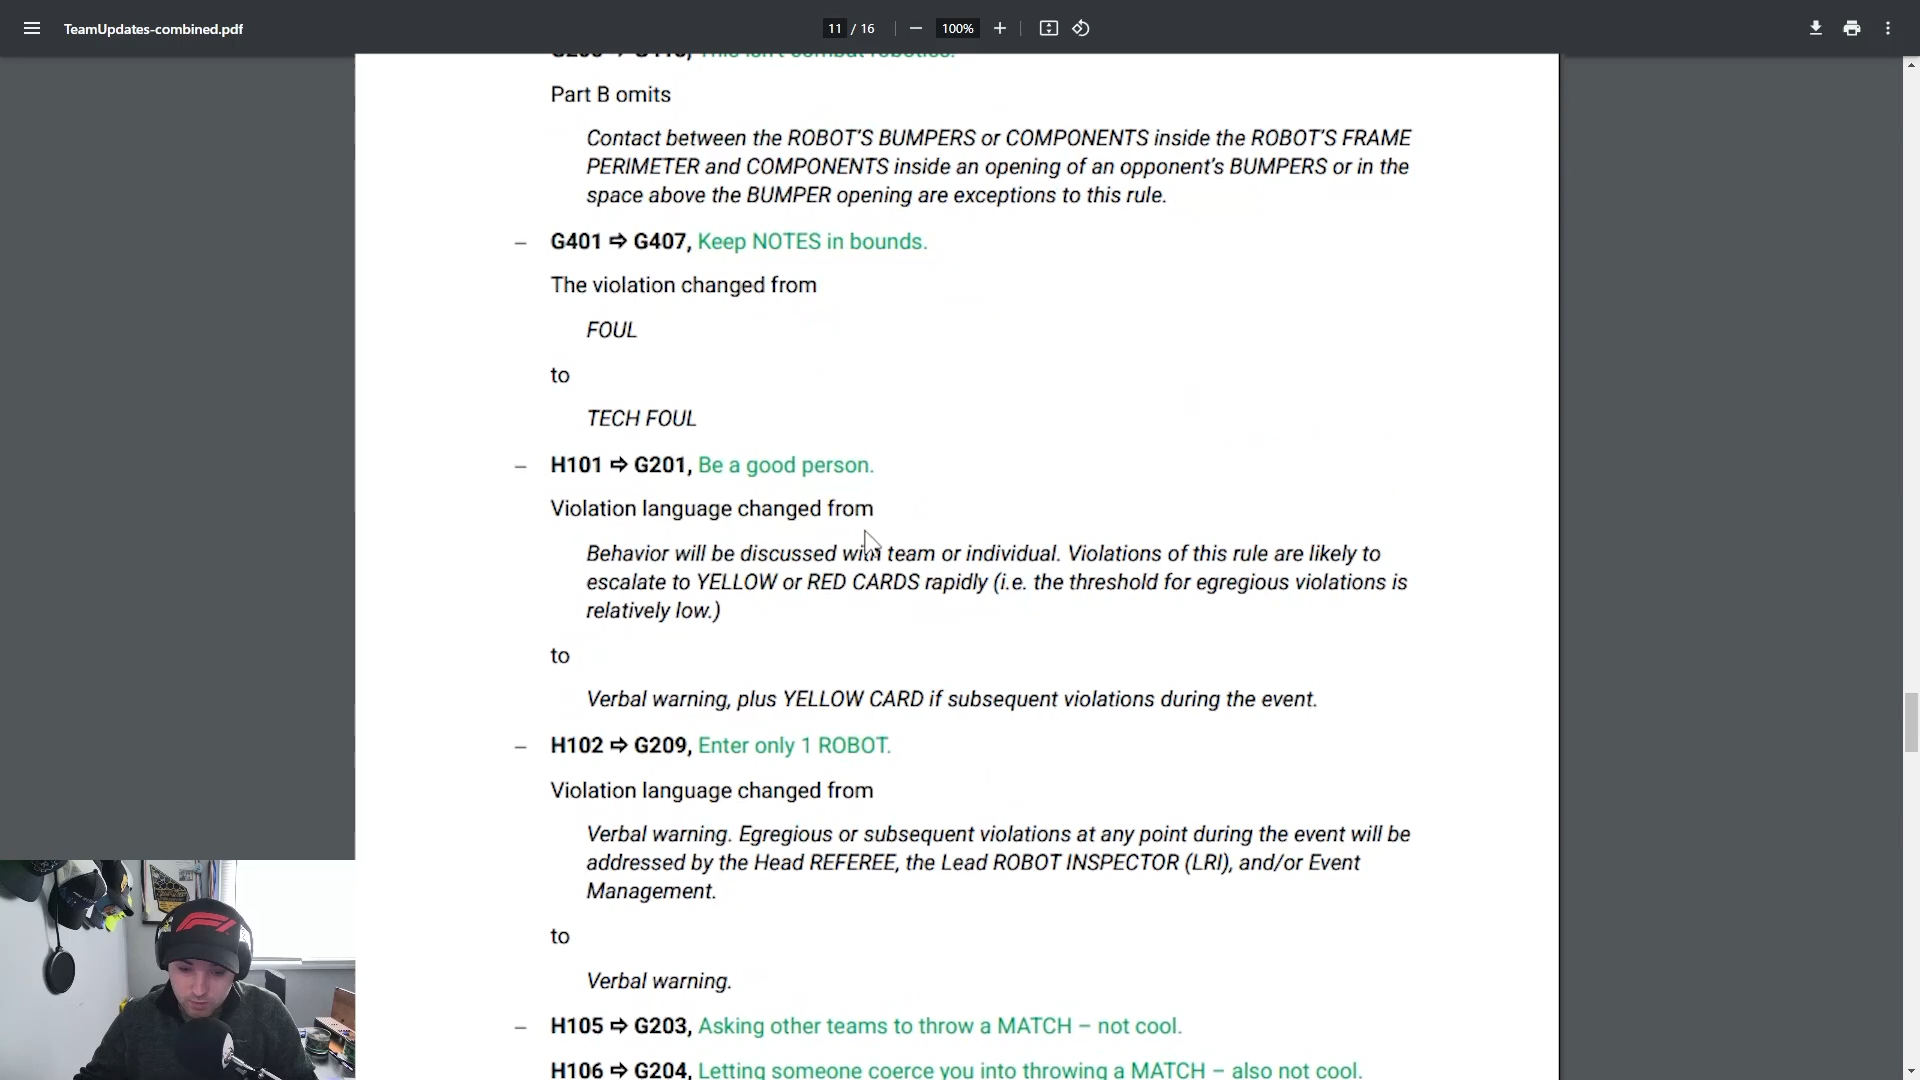 TeamUpdates-combined.pdf
11 / 16
100%
This isn't combat robotics.
Part B omits
Contact between the ROBOT'S BUMPERS or COMPONENTS inside the ROBOT'S FRAME
PERIMETER and COMPONENTS inside an opening of an opponent's BUMPERS or in the
space above the BUMPER opening are exceptions to this rule.
– G401 ⇨ G407, Keep NOTES in bounds.
The violation changed from
FOUL
to
TECH FOUL
– H101 ⇨ G201, Be a good person.
Violation language changed from
Behavior will be discussed with team or individual. Violations of this rule are likely to
escalate to YELLOW or RED CARDS rapidly (i.e. the threshold for egregious violations is
relatively low.)
to
Verbal warning, plus YELLOW CARD if subsequent violations during the event.
– H102 ⇨ G209, Enter only 1 ROBOT.
Violation language changed from
Verbal warning. Egregious or subsequent violations at any point during the event will be
addressed by the Head REFEREE, the Lead ROBOT INSPECTOR (LRI), and/or Event
Management.
to
Verbal warning.
– H105 ⇨ G203, Asking other teams to throw a MATCH – not cool.
H106 ⇨ G204, Letting someone coerce you into throwing a MATCH – also not cool.